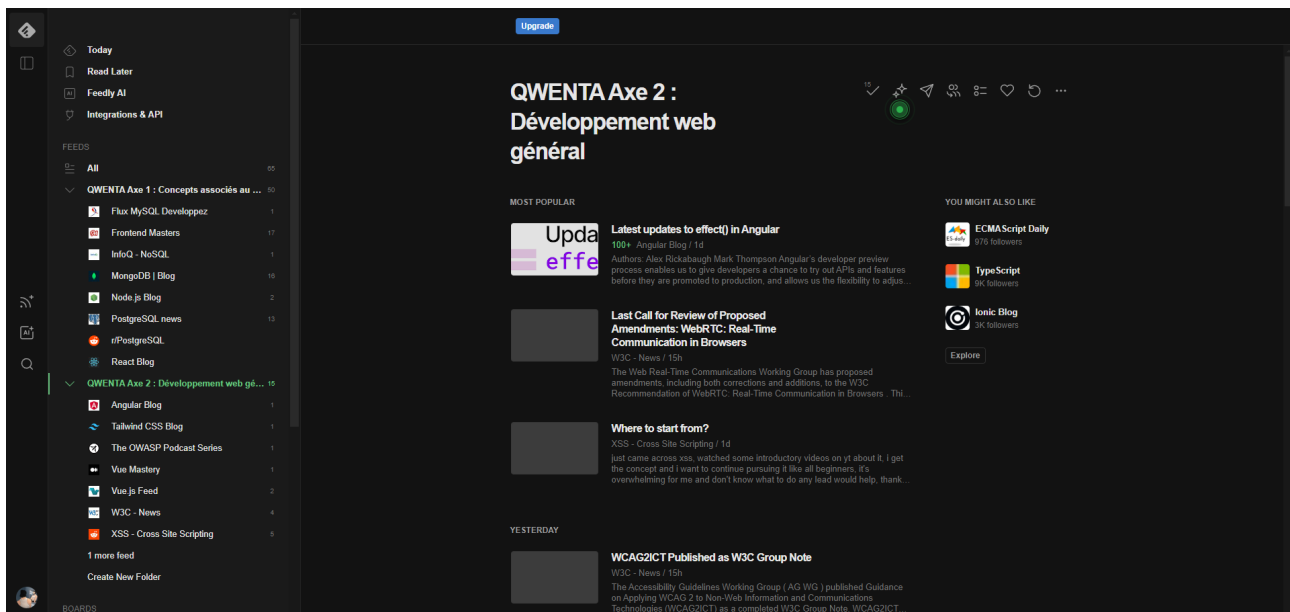 Upgrade
Today
Read Later
AI Feedly AI
Integrations & API
FEEDS
All 65
QWENTA Axe 1 : Concepts associés au ... 50
Flux MySQL Developpez 1
Frontend Masters 17
InfoQ - NoSQL 1
MongoDB | Blog 16
Node.js Blog 2
PostgreSQL news 13
r/PostgreSQL
React Blog
QWENTA Axe 2 : Développement web gé... 15
Angular Blog 1
Tailwind CSS Blog 1
The OWASP Podcast Series 1
Vue Mastery 1
Vue.js Feed 2
W3C - News 4
XSS - Cross Site Scripting 5
1 more feed
Create New Folder
BOARDS
AI
QWENTA Axe 2 :
Développement web
général
15
MOST POPULAR
Upda
effe
Latest updates to effect() in Angular
100+ Angular Blog / 1d
Authors: Alex Rickabaugh Mark Thompson Angular's developer preview
process enables us to give developers a chance to try out APIs and features
before they are promoted to production, and allows us the flexibility to adjus...
Last Call for Review of Proposed
Amendments: WebRTC: Real-Time
Communication in Browsers
W3C - News / 15h
The Web Real-Time Communications Working Group has proposed
amendments, including both corrections and additions, to the W3C
Recommendation of WebRTC: Real-Time Communication in Browsers . Thi...
Where to start from?
XSS - Cross Site Scripting / 1d
just came across xss, watched some introductory videos on yt about it, i get
the concept and i want to continue pursuing it like all beginners, it's
overwhelming for me and don't know what to do any lead would help, thank...
YESTERDAY
WCAG2ICT Published as W3C Group Note
W3C - News / 15h
The Accessibility Guidelines Working Group ( AG WG ) published Guidance
on Applying WCAG 2 to Non-Web Information and Communications
Technologies (WCAG2ICT) as a completed W3C Group Note. WCAG2ICT...
YOU MIGHT ALSO LIKE
ES-daily
ECMAScript Daily
976 followers
TypeScript
9K followers
Ionic Blog
3K followers
Explore